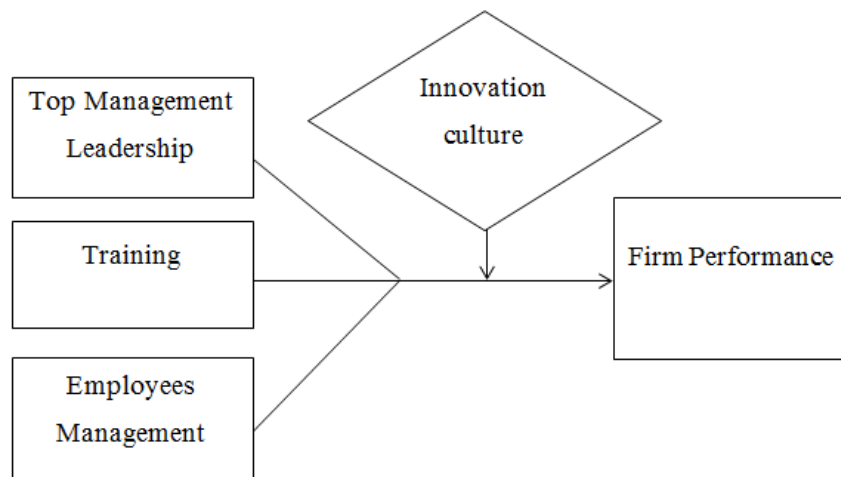 Top Management
Leadership
Innovation
culture
Training
Firm Performance
Employees
Management